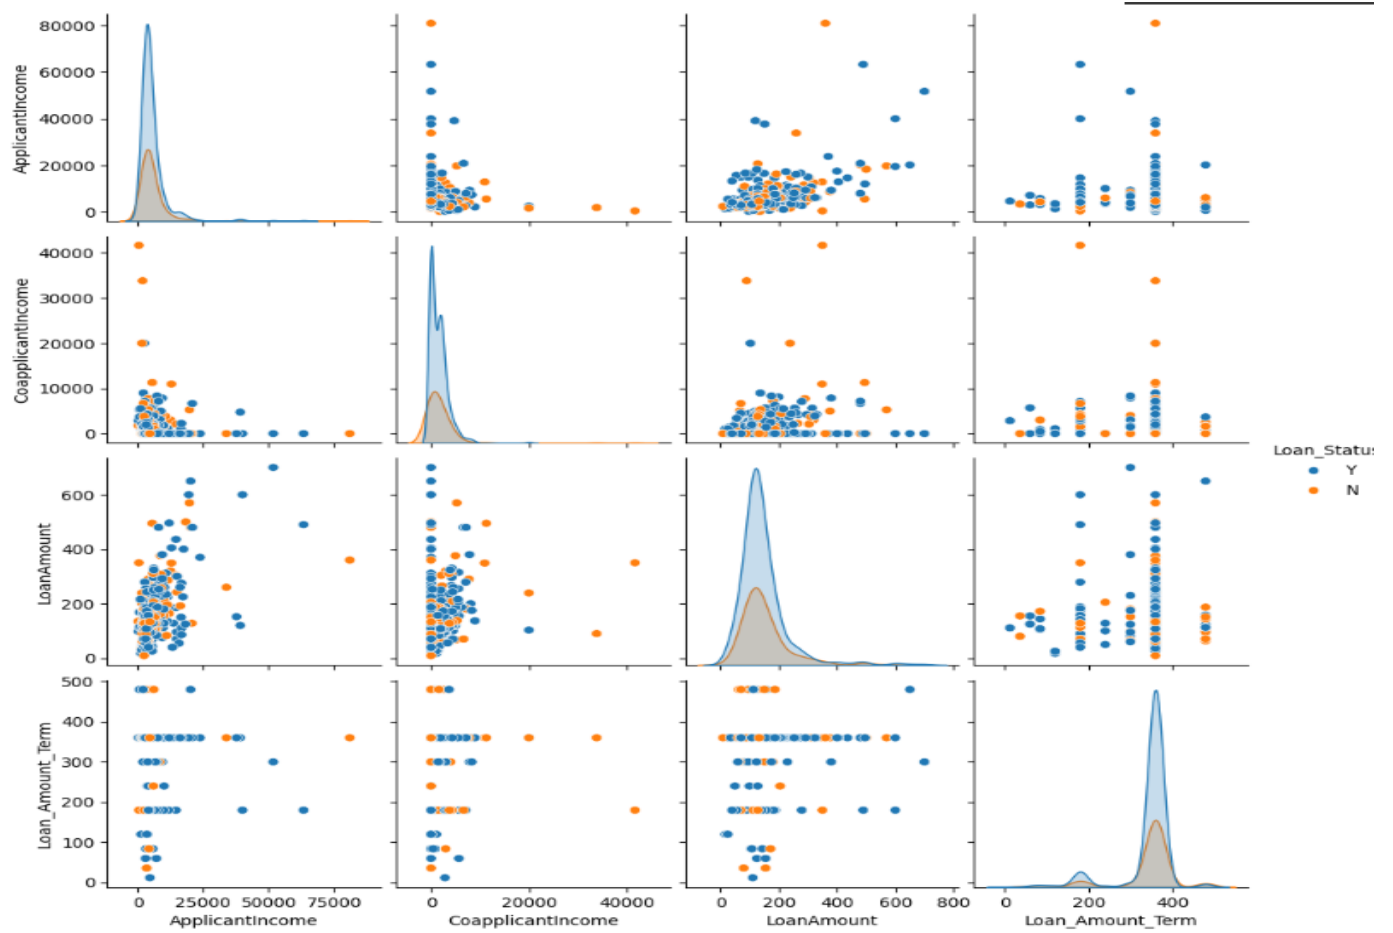 80000
60000
40000
20000
0
ApplicantIncome
40000
30000
20000
10000
0
CoapplicantIncome
600
400
200
0
LoanAmount
Loan_Status
Y
N
500
400
300
200
100
0
Loan_Amount_Term
0 25000 50000 75000
ApplicantIncome
0 20000 40000
CoapplicantIncome
0 200 400 600 800
LoanAmount
0 200 400
Loan_Amount_Term